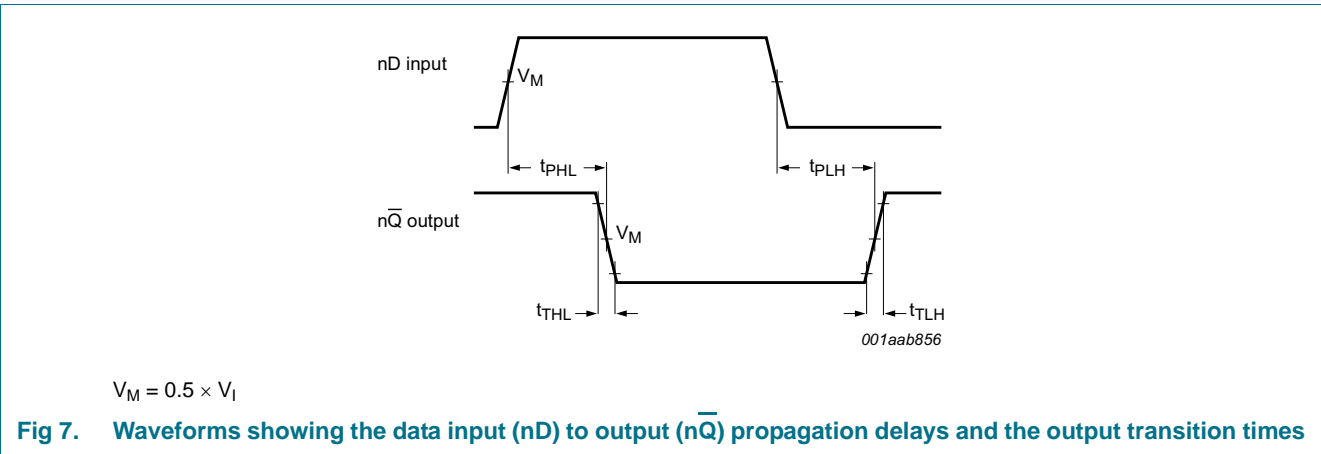 nD input
VM
tPHL
tPLH
nQ̅ output
VM
tTHL
tTLH
001aab856
VM = 0.5 × VI
Fig 7. Waveforms showing the data input (nD) to output (nQ̅) propagation delays and the output transition times